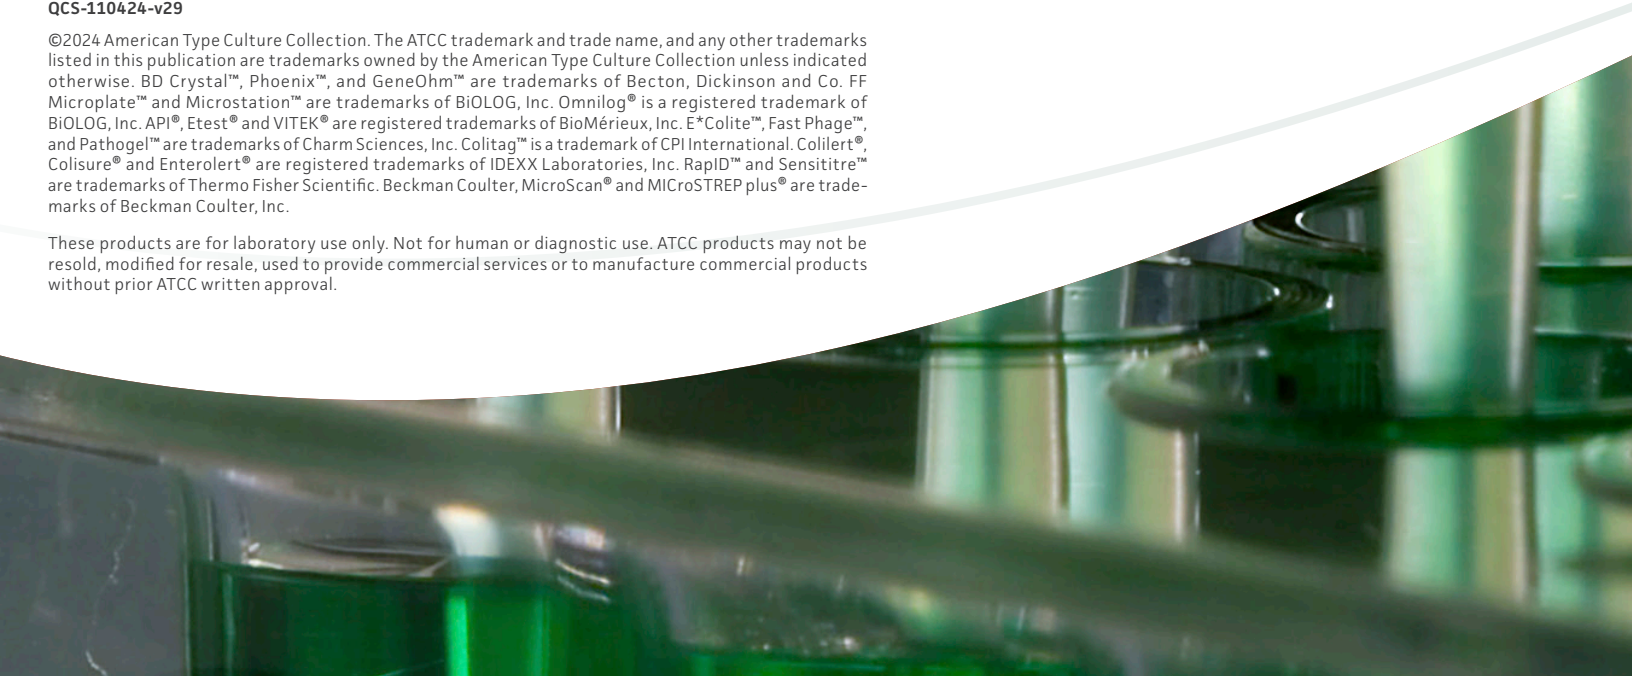 QCS-110424-v29
©2024 American Type Culture Collection. The ATCC trademark and trade name, and any other trademarks
listed in this publication are trademarks owned by the American Type Culture Collection unless indicated
otherwise. BD Crystal™, Phoenix™, and GeneOhm™ are trademarks of Becton, Dickinson and Co. FF
Microplate™ and Microstation™ are trademarks of BiOLOG, Inc. Omnilog® is a registered trademark of
BiOLOG, Inc. API®, Etest® and VITEK® are registered trademarks of BioMérieux, Inc. E*Colite™, Fast Phage™,
and Pathogel™ are trademarks of Charm Sciences, Inc. Colitag™ is a trademark of CPI International. Colilert®,
Colisure® and Enterolert® are registered trademarks of IDEXX Laboratories, Inc. RapID™ and Sensititre™
are trademarks of Thermo Fisher Scientific. Beckman Coulter, MicroScan® and MICroSTREP plus® are trade-
marks of Beckman Coulter, Inc.
These products are for laboratory use only. Not for human or diagnostic use. ATCC products may not be
resold, modified for resale, used to provide commercial services or to manufacture commercial products
without prior ATCC written approval.